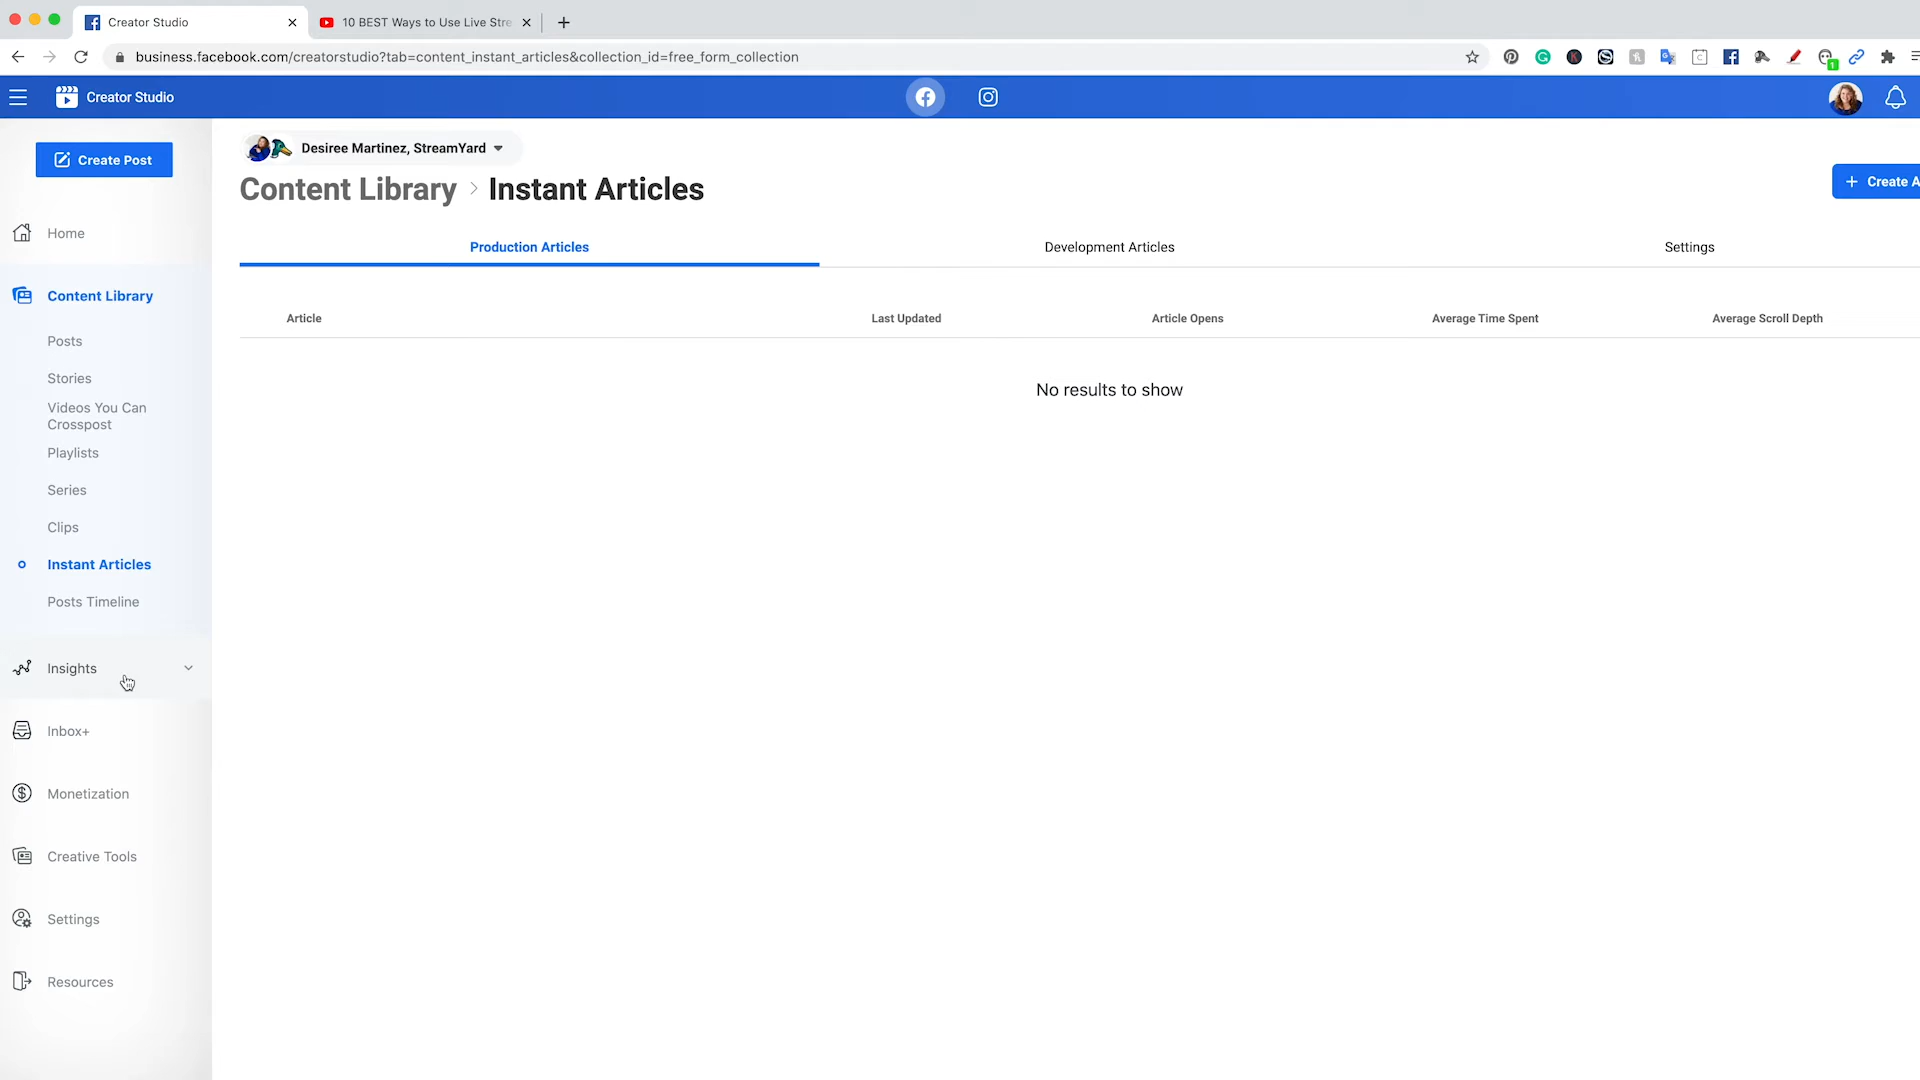 Creator Studio
10 BEST Ways to Use Live Stre
business.facebook.com/creatorstudio?tab=content_instant_articles&collection_id=free_form_collection
1
Creator Studio
Create Post
Home
Content Library
Posts
Stories
Videos You Can
Crosspost
Playlists
Series
Clips
Instant Articles
Posts Timeline
Insights
Inbox+
Monetization
Creative Tools
Settings
Resources
Desiree Martinez, StreamYard
Content Library > Instant Articles
+ Create A
Production Articles
Development Articles
Settings
Article
Last Updated
Article Opens
Average Time Spent
Average Scroll Depth
No results to show